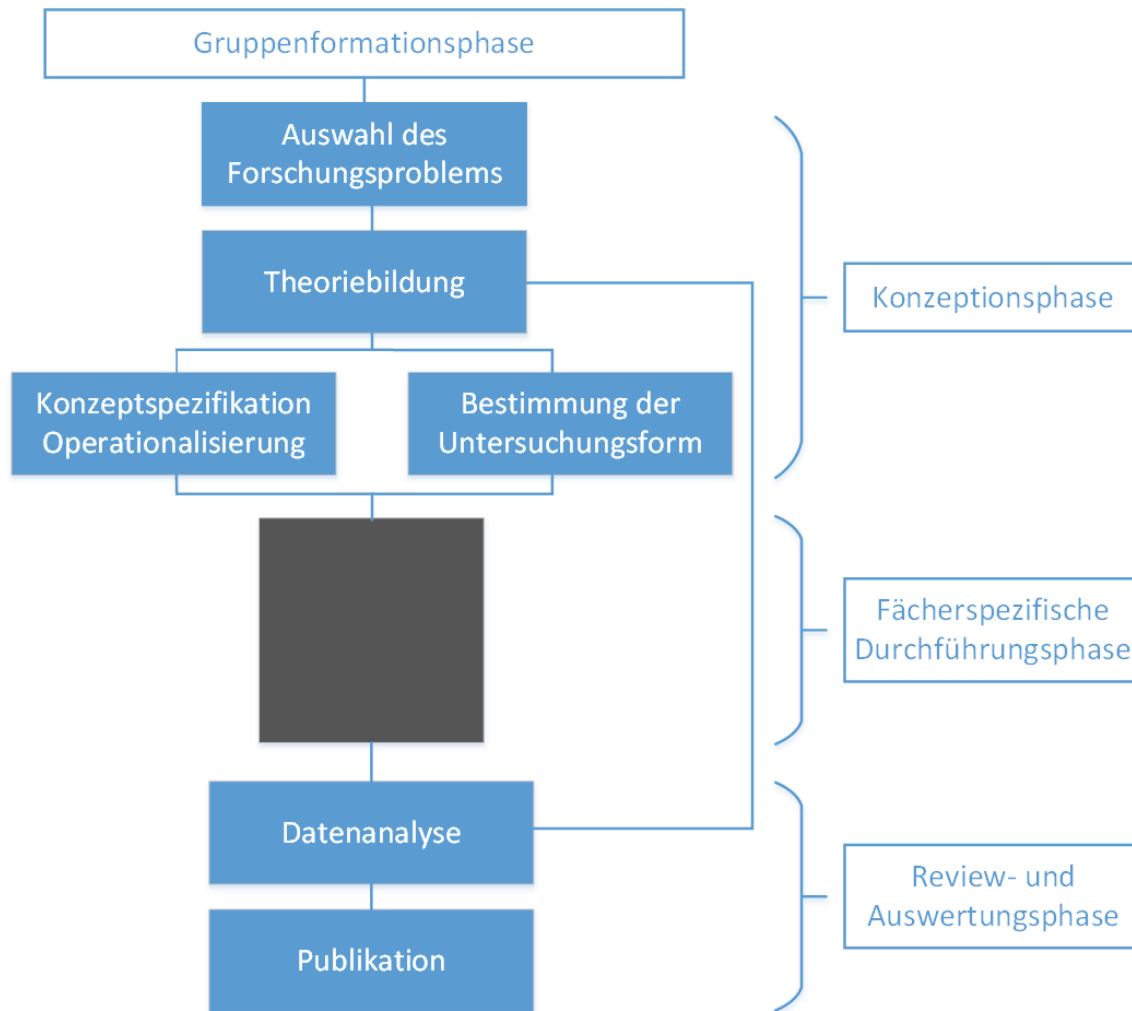 Gruppenformationsphase
Auswahl des
Forschungsproblems
Theoriebildung
Konzeptspezifikation
Operationalisierung
Bestimmung der
Untersuchungsform
Datenanalyse
Publikation
Konzeptionsphase
Fächerspezifische
Durchführungsphase
Review- und
Auswertungsphase